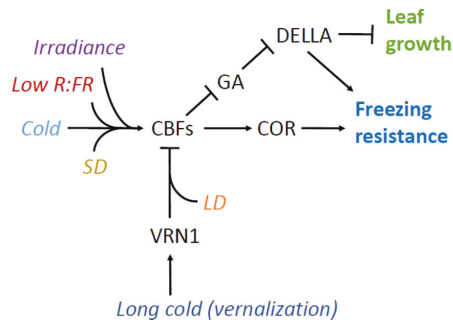 Irradiance
Low R:FR
Cold
SD
CBFs
GA
DELLA
Leaf
growth
COR
Freezing
resistance
LD
VRN1
Long cold (vernalization)